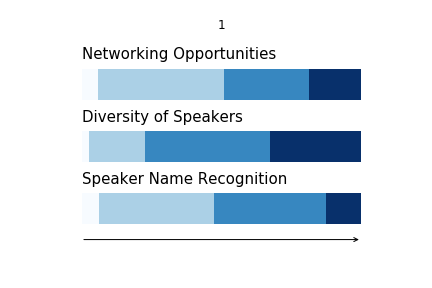 1
Networking Opportunities
Diversity of Speakers
Speaker Name Recognition